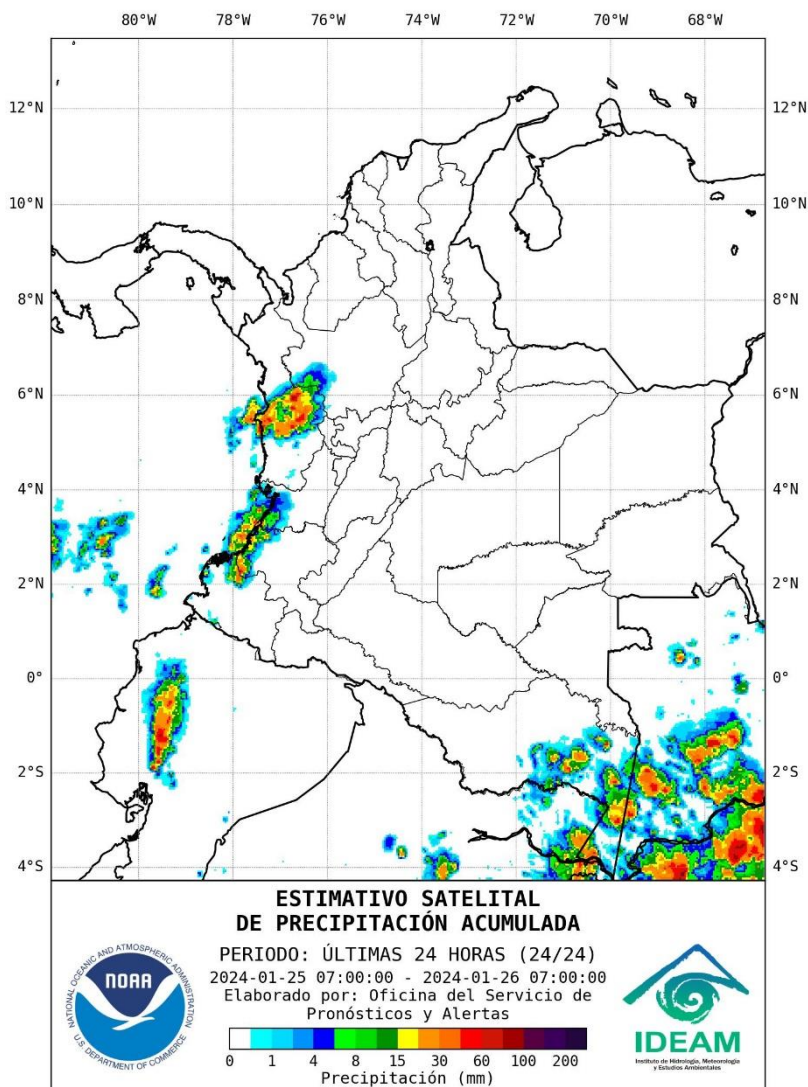 80°W 78°W 76°W 74°W 72°W 70°W 68°W
12°N 12°N
10°N 10°N
8°N 8°N
6°N 6°N
4°N 4°N
2°N 2°N
0° 0°
2°S 2°S
4°S 4°S
ESTIMATIVO SATELITAL
DE PRECIPITACIÓN ACUMULADA
PERIODO: ÚLTIMAS 24 HORAS (24/24)
2024-01-25 07:00:00 - 2024-01-26 07:00:00
Elaborado por: Oficina del Servicio de
Pronósticos y Alertas
0 1 4 8 15 30 60 100 200
Precipitación (mm)
NATIONAL OCEANIC AND ATMOSPHERIC ADMINISTRATION
NOAA
U.S. DEPARTMENT OF COMMERCE
IDEAM
Instituto de Hidrología, Meteorología
y Estudios Ambientales